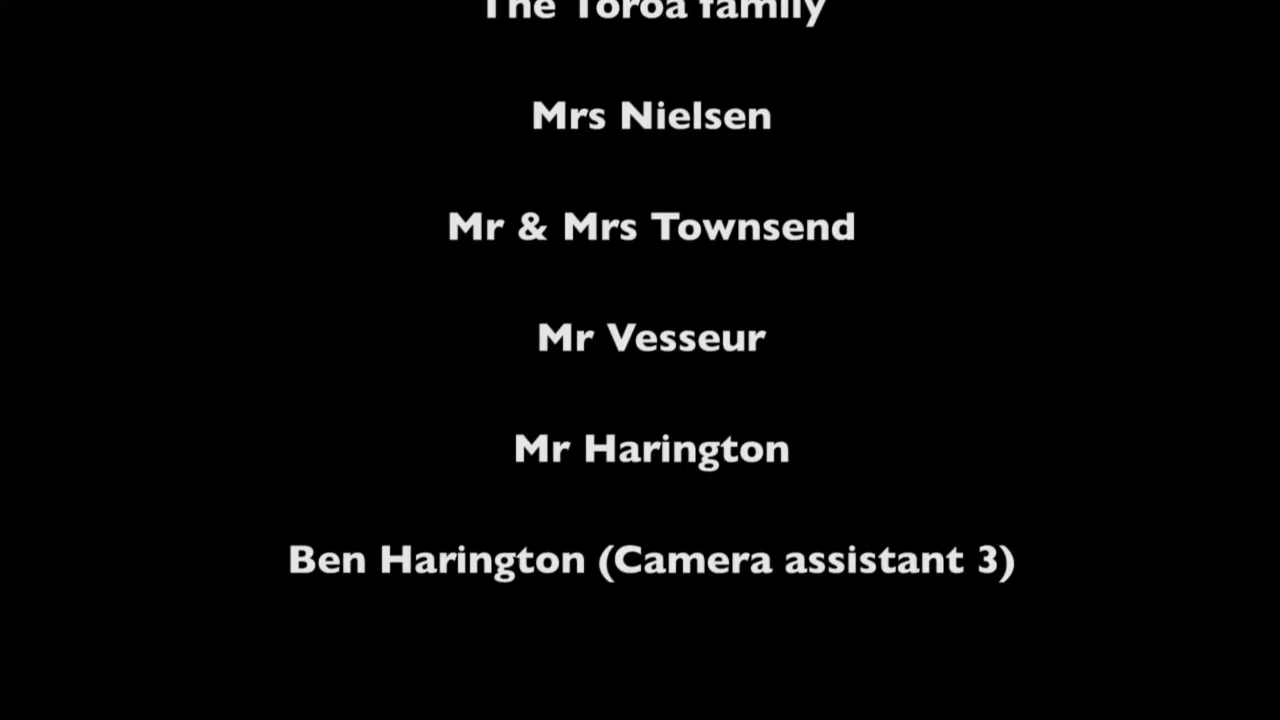 The Toroa family
Mrs Nielsen
Mr & Mrs Townsend
Mr Vesseur
Mr Harington
Ben Harington (Camera assistant 3)